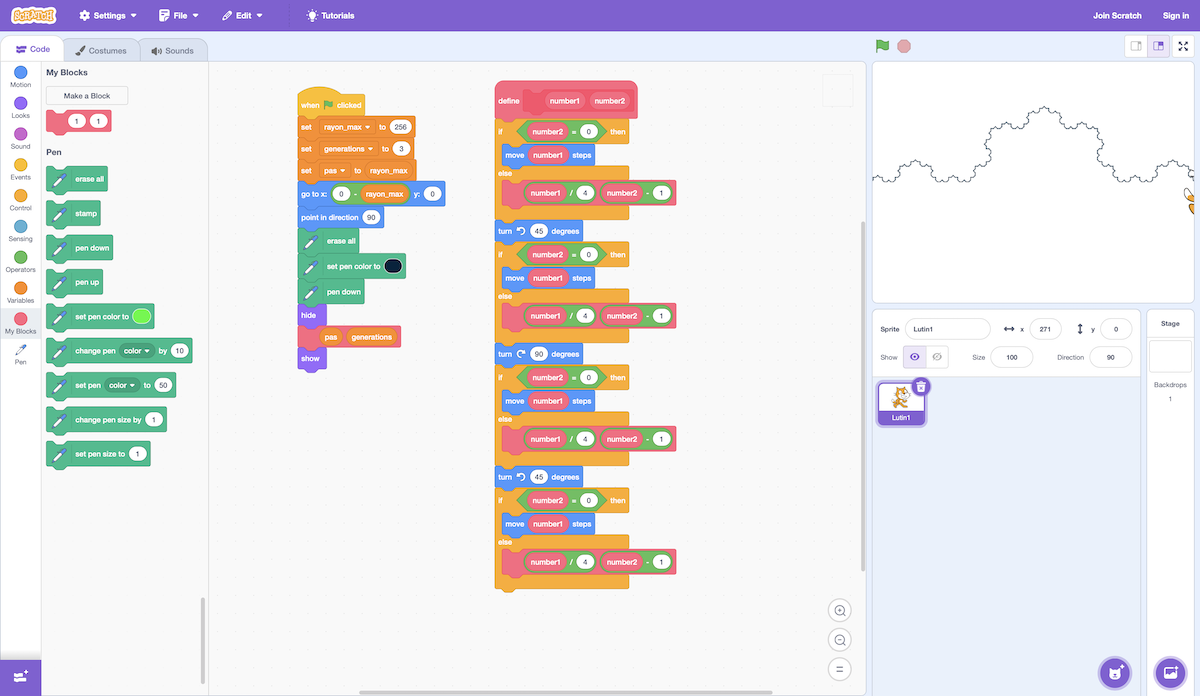 SCRATCH Settings File Edit Tutorials Join Scratch Sign in
Code Costumes Sounds
Motion
Looks
Sound
Events
Control
Sensing
Operators
Variables
My Blocks
Pen
My Blocks
Make a Block
1 1
Pen
erase all
stamp
pen down
pen up
set pen color to
change pen color by 10
set pen color to 50
change pen size by 1
set pen size to 1
when clicked
set rayon_max to 256
set generations to 3
set pas to rayon_max
go to x: 0 - rayon_max y: 0
point in direction 90
erase all
set pen color to
pen down
hide
pas generations
show
define number1 number2
if number2 = 0 then
move number1 steps
else
number1 / 4 number2 - 1
turn 45 degrees
if number2 = 0 then
move number1 steps
else
number1 / 4 number2 - 1
turn 90 degrees
if number2 = 0 then
move number1 steps
else
number1 / 4 number2 - 1
turn 45 degrees
if number2 = 0 then
move number1 steps
else
number1 / 4 number2 - 1
Sprite Lutin1 x 271 y 0
Show Size 100 Direction 90
Lutin1
Stage
Backdrops
1